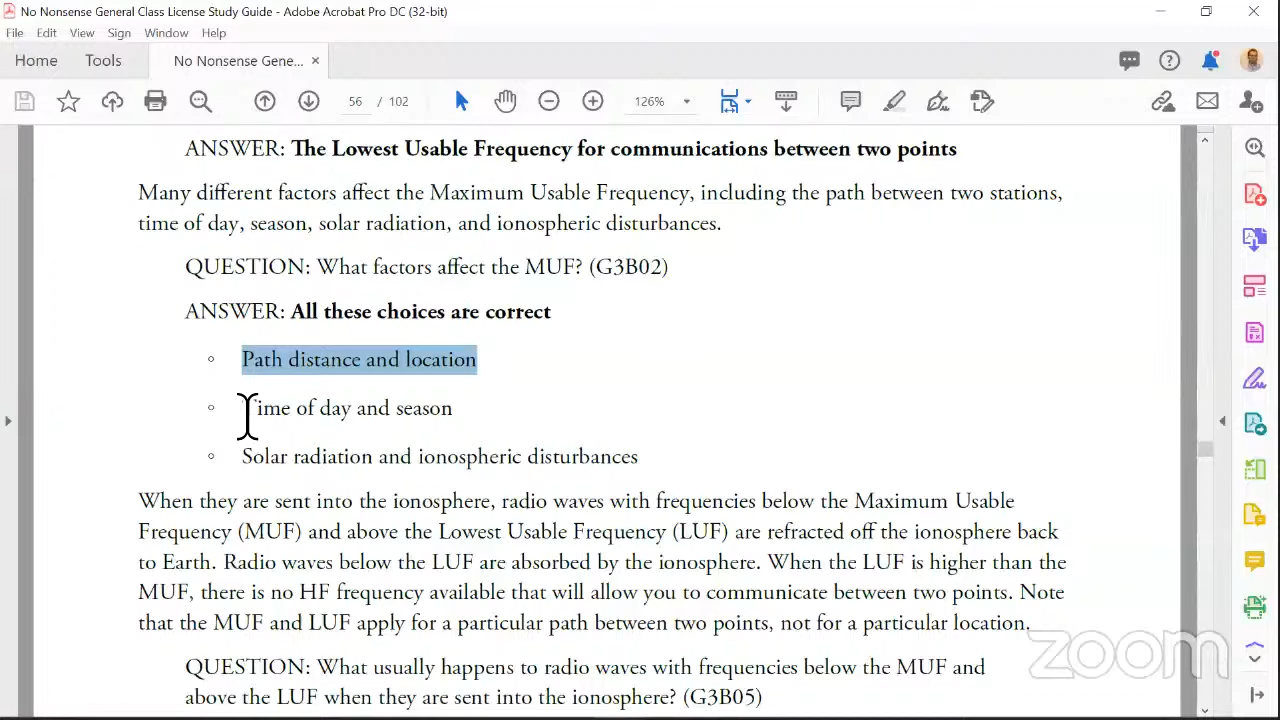 No Nonsense General Class License Study Guide - Adobe Acrobat Pro DC (32-bit)
File Edit View Sign Window Help
Home Tools No Nonsense Gene... ×
56 / 102 126%
ANSWER: The Lowest Usable Frequency for communications between two points
Many different factors affect the Maximum Usable Frequency, including the path between two stations,
time of day, season, solar radiation, and ionospheric disturbances.
QUESTION: What factors affect the MUF? (G3B02)
ANSWER: All these choices are correct
◦ Path distance and location
◦ Time of day and season
◦ Solar radiation and ionospheric disturbances
When they are sent into the ionosphere, radio waves with frequencies below the Maximum Usable
Frequency (MUF) and above the Lowest Usable Frequency (LUF) are refracted off the ionosphere back
to Earth. Radio waves below the LUF are absorbed by the ionosphere. When the LUF is higher than the
MUF, there is no HF frequency available that will allow you to communicate between two points. Note
that the MUF and LUF apply for a particular path between two points, not for a particular location.
zoom
QUESTION: What usually happens to radio waves with frequencies below the MUF and
above the LUF when they are sent into the ionosphere? (G3B05)